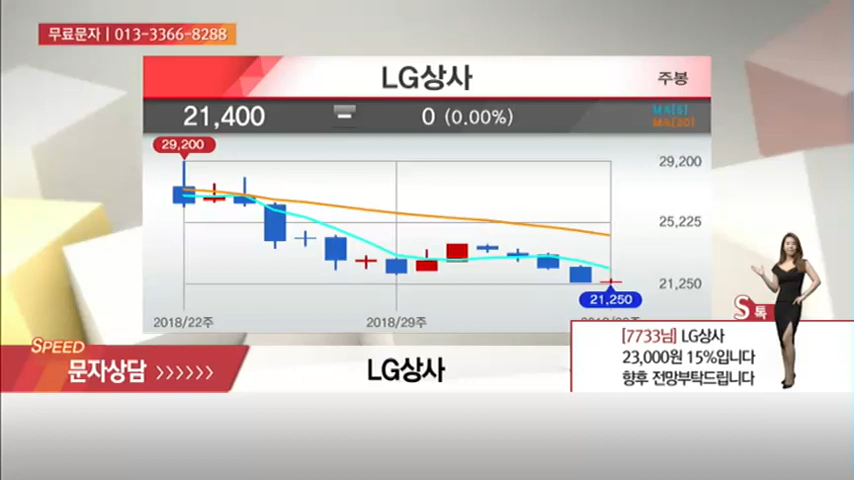 무료문자 | 013-3366-8288
LG상사
주봉
21,400
0 (0.00%)
MA[5]
MA[20]
29,200
29,200
25,225
21,250
21,250
2018/22주
2018/29주
S톡
SPEED
문자상담 >>>>>>
LG상사
[7733님] LG상사
23,000원 15%입니다
향후 전망부탁드립니다